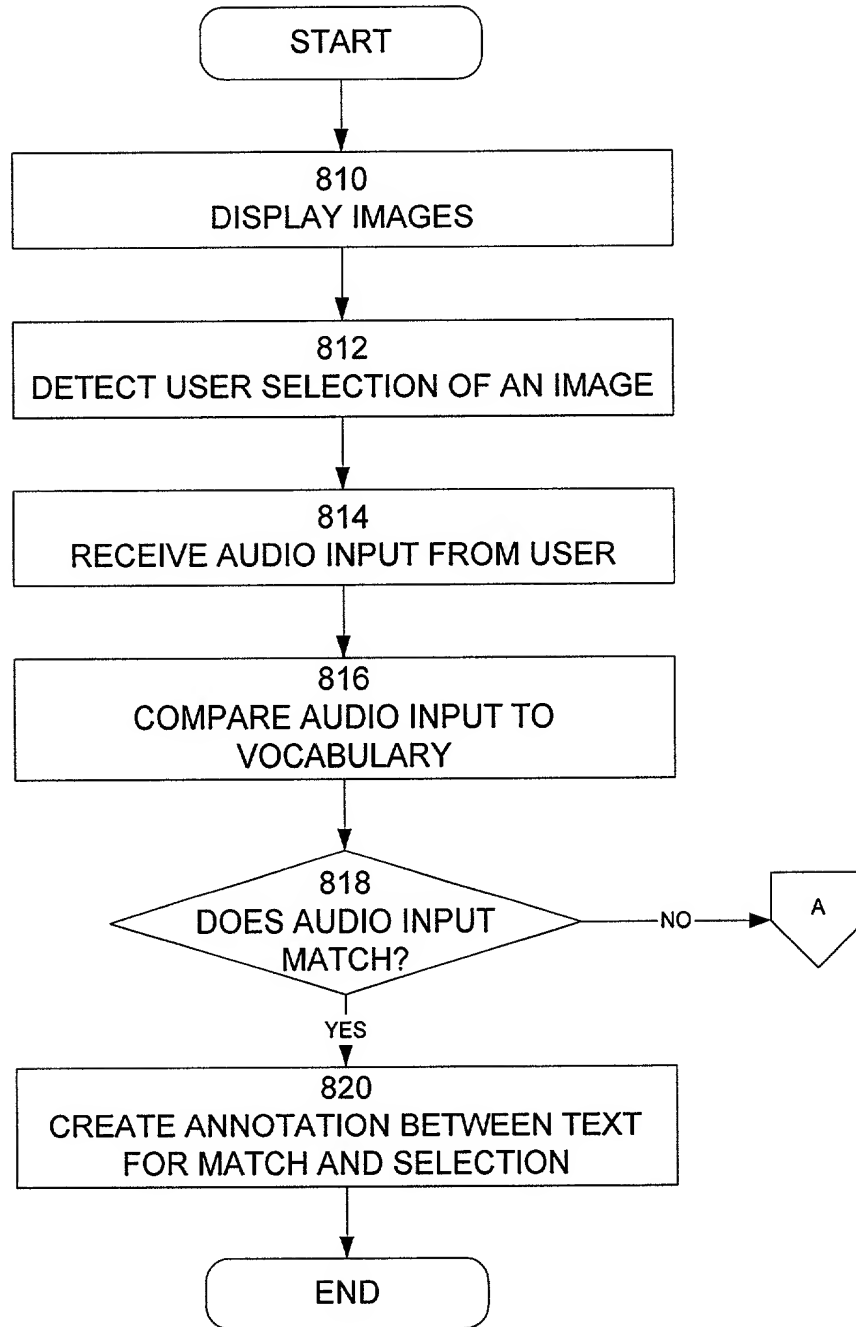 START
810
DISPLAY IMAGES
812
DETECT USER SELECTION OF AN IMAGE
814
RECEIVE AUDIO INPUT FROM USER
816
COMPARE AUDIO INPUT TO
VOCABULARY
818
DOES AUDIO INPUT
MATCH?
NO
A
YES
820
CREATE ANNOTATION BETWEEN TEXT
FOR MATCH AND SELECTION
END